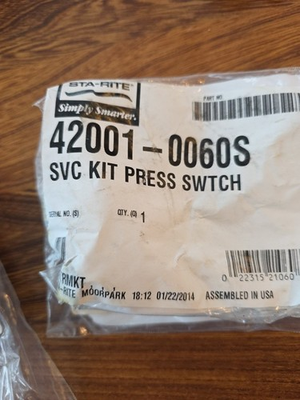 STA-RITE
Simply Smarter.
PART NO.
42001-0060S
SVC KIT PRESS SWTCH
SERIAL NO. (S)
QTY. (Q) 1
RMKT
RITE MOORPARK 18:12 01/22/2014 ASSEMBLED IN USA
0 22315 21060